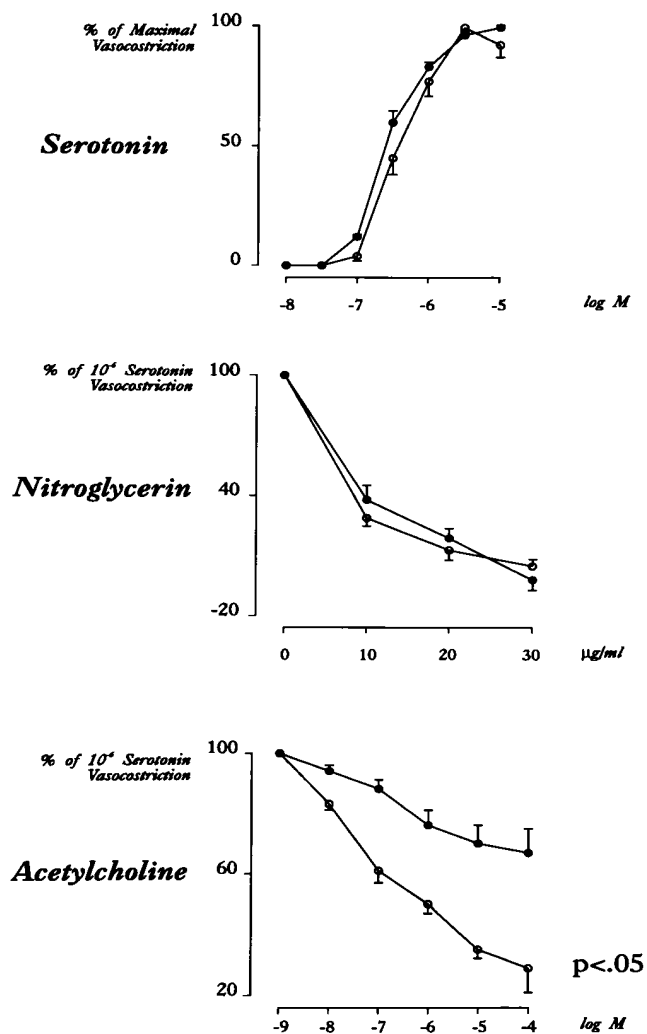 % of Maximal
Vasocostriction
100
Serotonin
50
0
-8 -7 -6 -5 log M
% of 10⁻⁶ Serotonin
Vasocostriction
100
Nitroglycerin
40
-20
0 10 20 30 µg/ml
% of 10⁻⁶ Serotonin
Vasocostriction
100
Acetylcholine
60
p<.05
20
-9 -8 -7 -6 -5 -4 log M